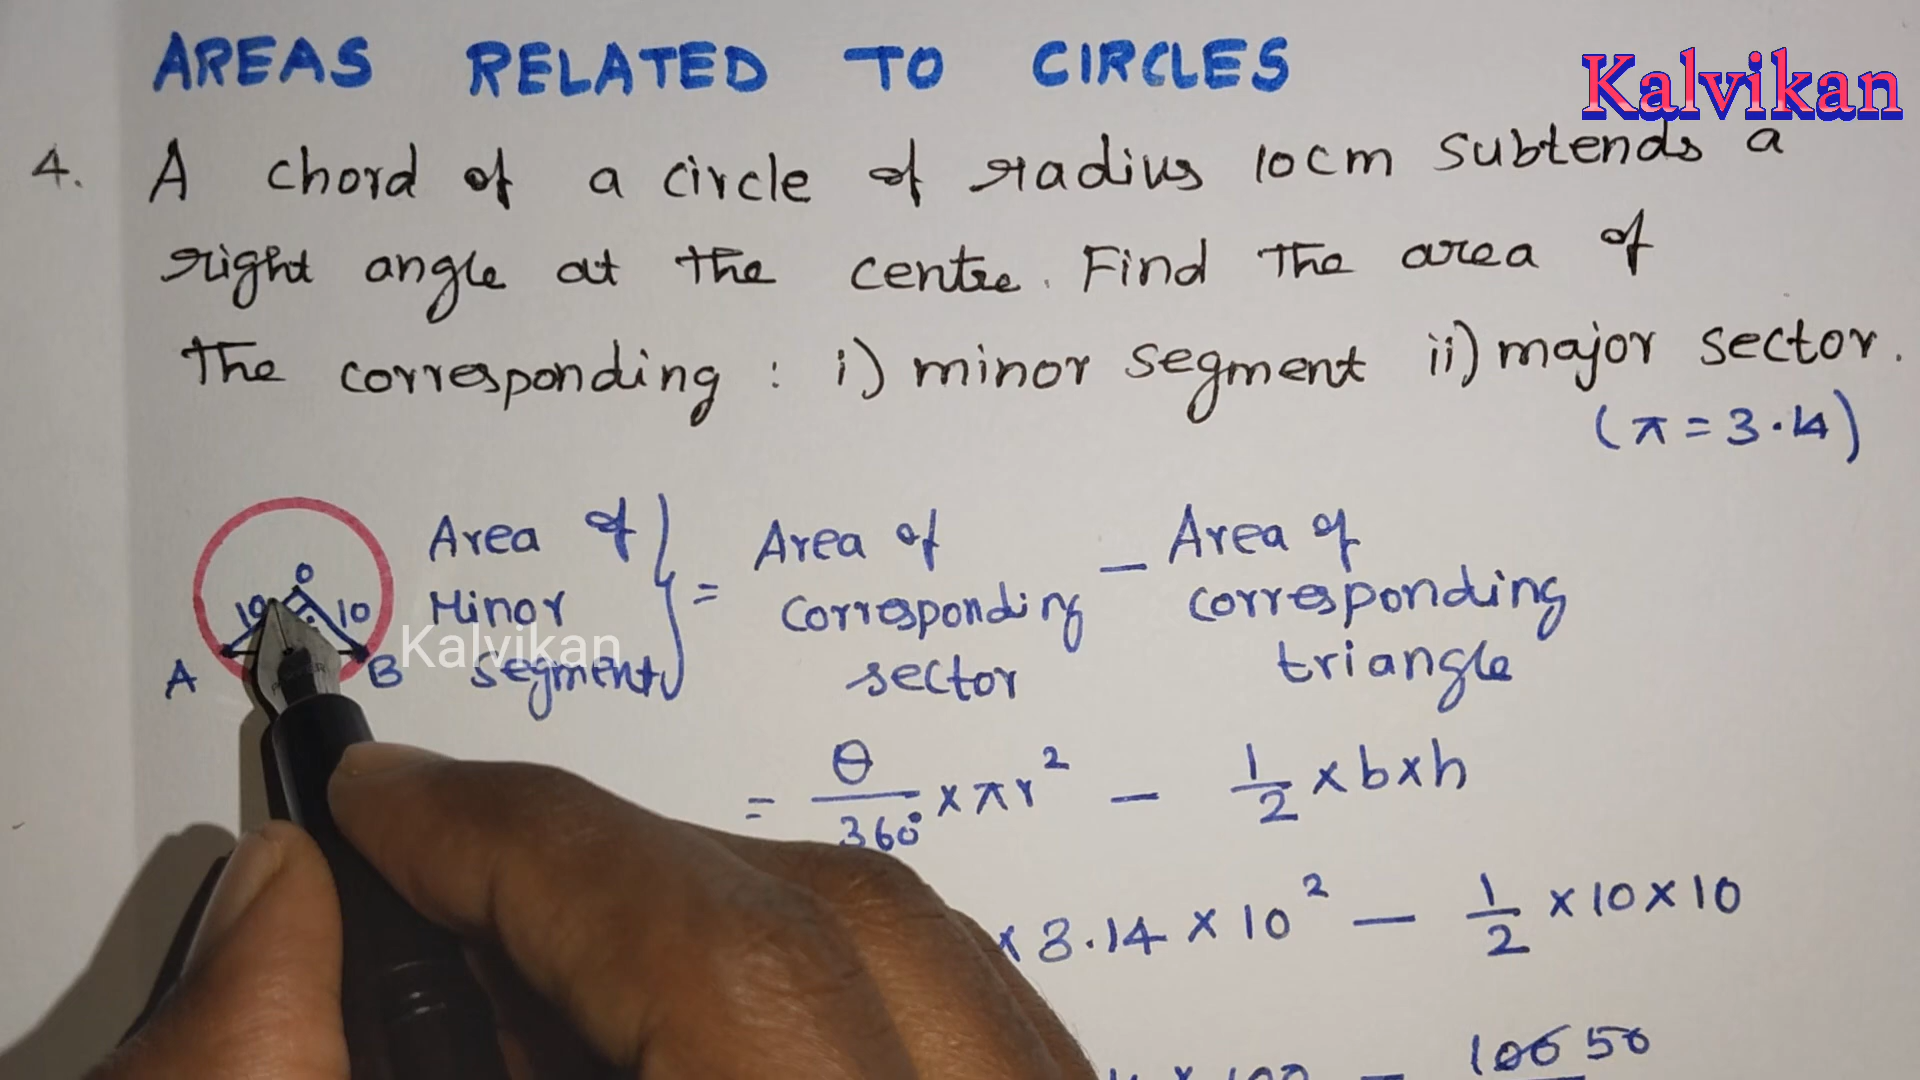 AREAS RELATED TO CIRCLES
Kalvikan
4. A chord of a circle of radius 10cm subtends a
right angle at the centre. Find the area of
the corresponding : i) minor segment ii) major sector.
(π = 3.14)
Area of Minor segment } = Area of corresponding sector − Area of corresponding triangle
O
10 10
A B
Kalvikan
= θ/360° × πr² − 1/2 × b×h
× 3.14 × 10² − 1/2 × 10 × 10
× 100 − 100 50